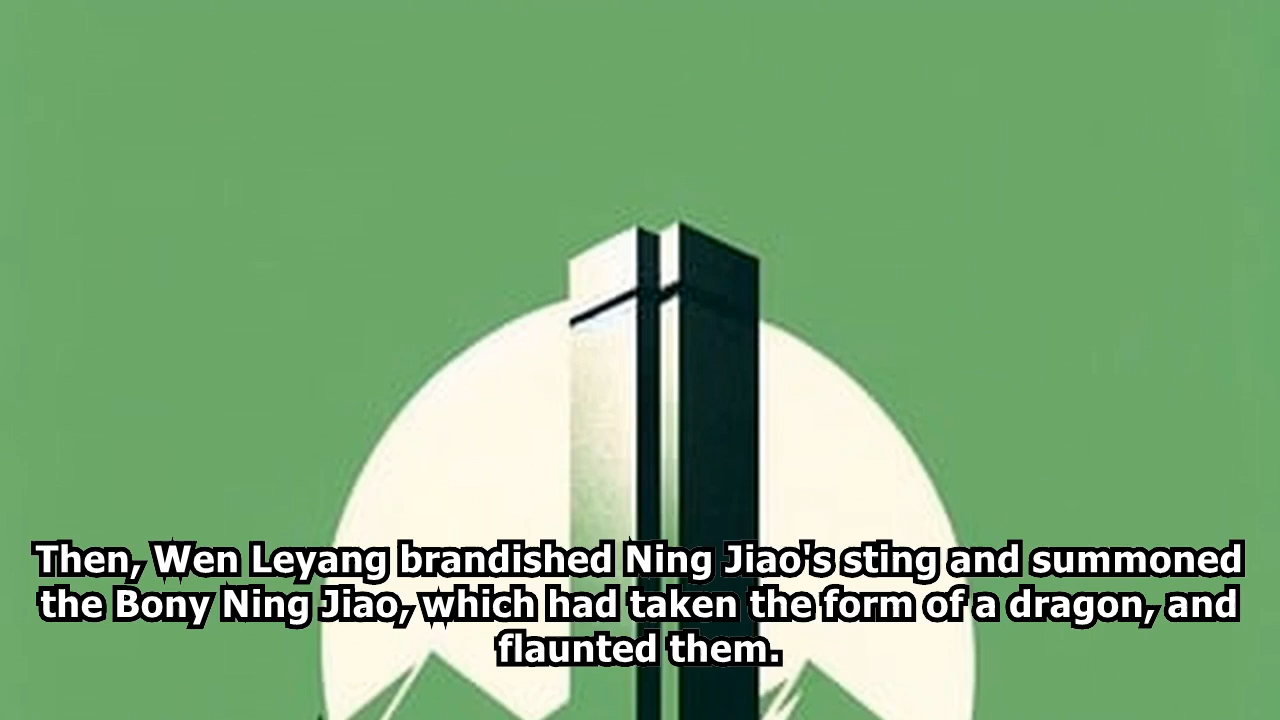 Then, Wen Leyang brandished Ning Jiao's sting and summoned
the Bony Ning Jiao, which had taken the form of a dragon, and
flaunted them.